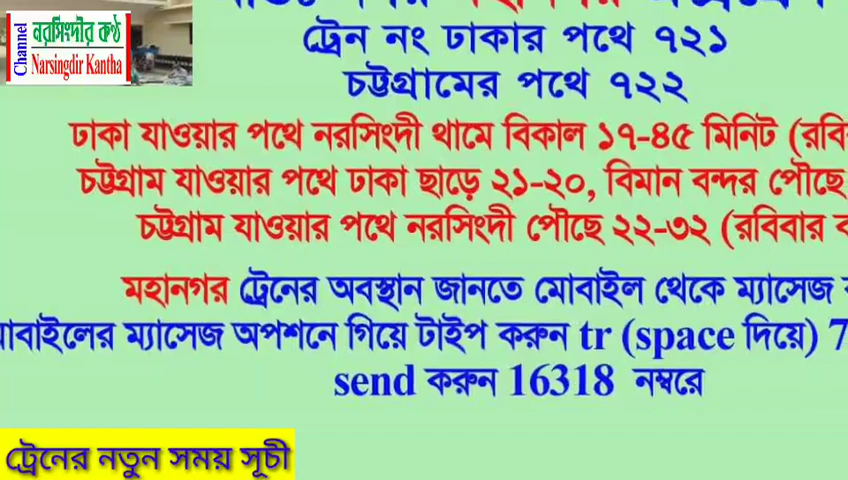 Channel
নরসিংদীর কণ্ঠ
Narsingdir Kantha
ট্রেন নং ঢাকার পথে ৭২১
চট্টগ্রামের পথে ৭২২
ঢাকা যাওয়ার পথে নরসিংদী থামে বিকাল ১৭-৪৫ মিনিট
চট্টগ্রাম যাওয়ার পথে ঢাকা ছাড়ে ২১-২০, বিমান বন্দর পৌছে
চট্টগ্রাম যাওয়ার পথে নরসিংদী পৌছে ২২-৩২ (রবিবার
মহানগর ট্রেনের অবস্থান জানতে মোবাইল থেকে ম্যাসেজ
ম্যাসেজ অপশনে গিয়ে টাইপ করুন tr (space দিয়ে) 7
send করুন 16318 নম্বরে
ট্রেনের নতুন সময় সূচী